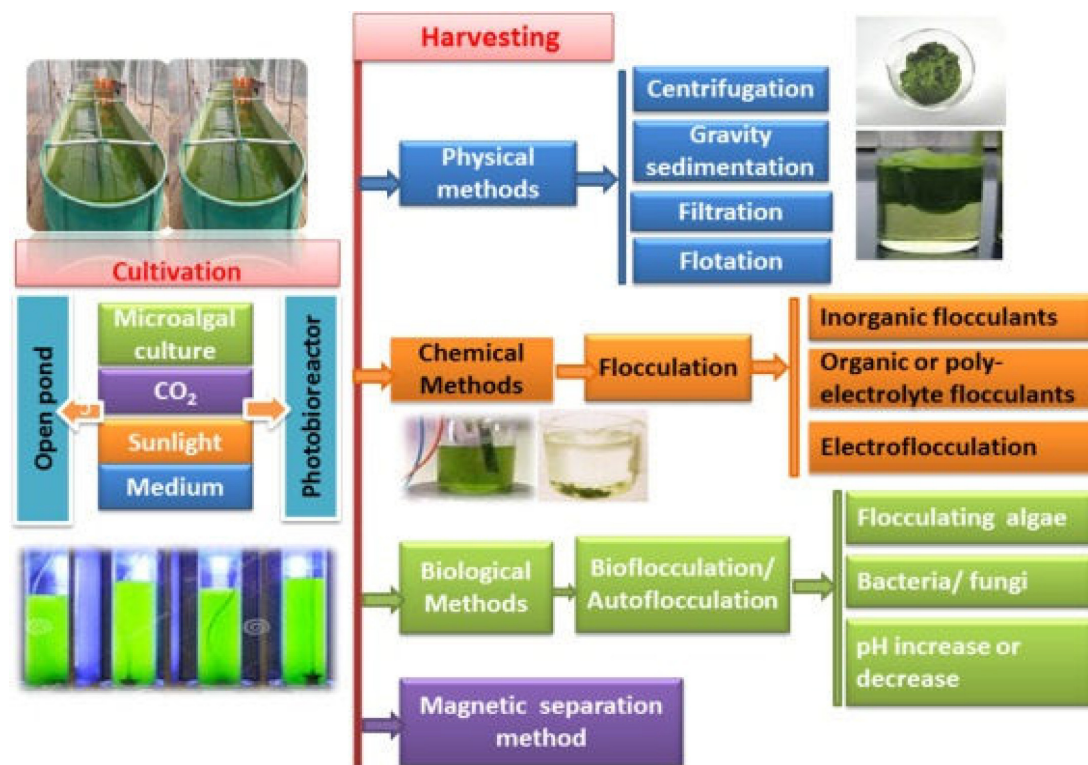 Harvesting
Centrifugation
Gravity
sedimentation
Filtration
Flotation
Physical
methods
Cultivation
Open pond
Microalgal
culture
CO₂
Sunlight
Medium
Photobioreactor
Chemical
Methods
Flocculation
Inorganic flocculants
Organic or poly-
electrolyte flocculants
Electroflocculation
Biological
Methods
Bioflocculation/
Autoflocculation
Flocculating algae
Bacteria/ fungi
pH increase or
decrease
Magnetic separation
method